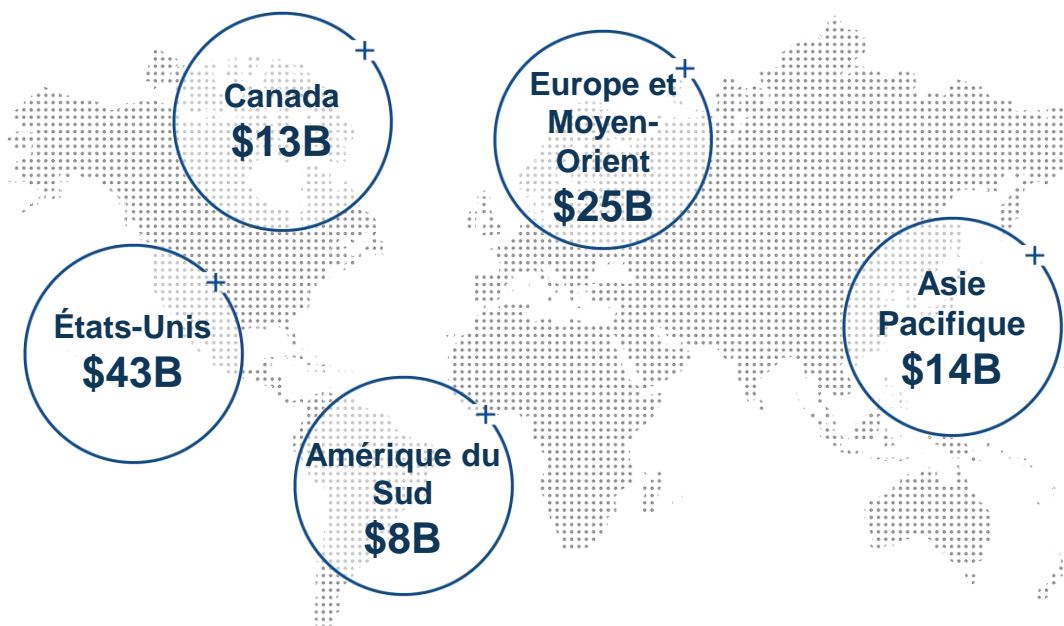 Canada
$13B
Europe et
Moyen-
Orient
$25B
États-Unis
$43B
Asie
Pacifique
$14B
Amérique du
Sud
$8B